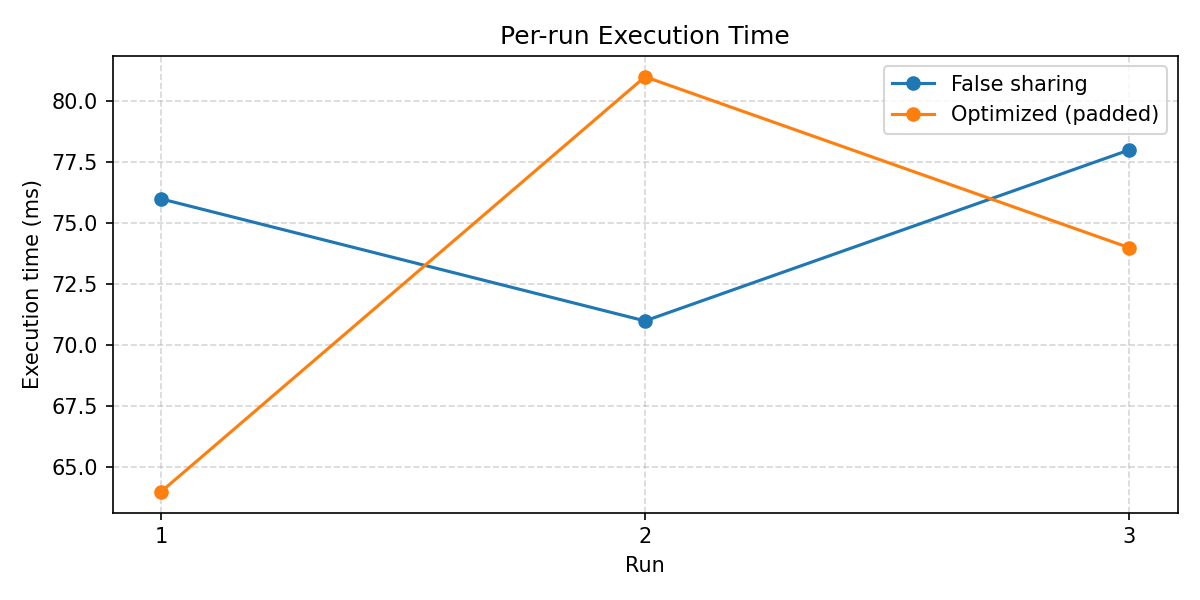 Per-run Execution Time
False sharing
Optimized (padded)
Execution time (ms)
80.0
77.5
75.0
72.5
70.0
67.5
65.0
1
2
3
Run